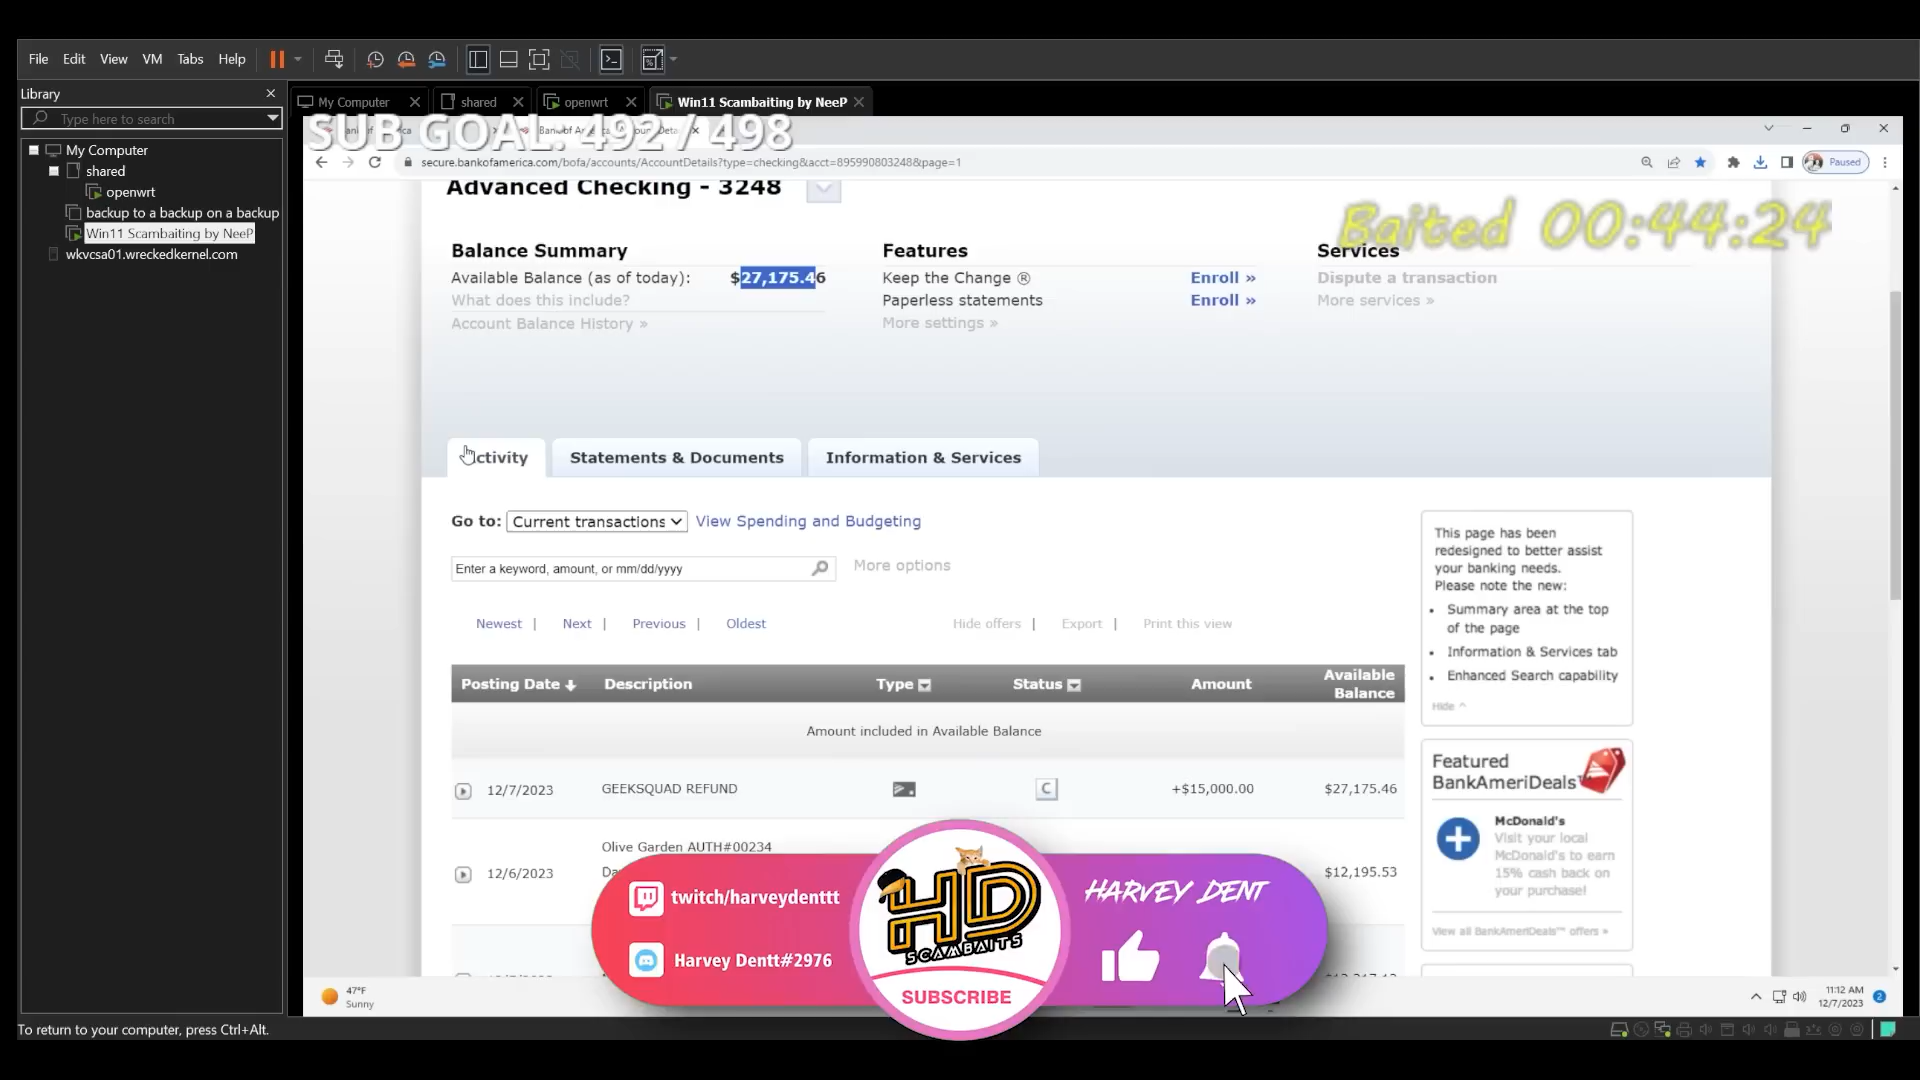 File Edit View VM Tabs Help
Library
Type here to search
My Computer
shared
openwrt
backup to a backup on a backup
Win11 Scambaiting by NeeP
wkvcsa01.wreckedkernel.com
My Computer shared openwrt Win11 Scambaiting by NeeP
SUB GOAL: 492 / 498
secure.bankofamerica.com/bofa/accounts/AccountDetails?type=checking&acct=895990803248&page=1
Paused
Baited 00:44:24
Advanced Checking - 3248
Balance Summary
Available Balance (as of today): $27,175.46
What does this include?
Account Balance History »
Features
Keep the Change ® Enroll »
Paperless statements Enroll »
More settings »
Services
Dispute a transaction
More services »
Activity Statements & Documents Information & Services
Go to: Current transactions View Spending and Budgeting
Enter a keyword, amount, or mm/dd/yyyy More options
Newest | Next | Previous | Oldest Hide offers | Export | Print this view
Posting Date Description Type Status Amount Available Balance
Amount included in Available Balance
12/7/2023 GEEKSQUAD REFUND C +$15,000.00 $27,175.46
Olive Garden AUTH#00234
12/6/2023 $12,195.53
This page has been
redesigned to better assist
your banking needs.
Please note the new:
• Summary area at the top
of the page
• Information & Services tab
• Enhanced Search capability
Hide ^
Featured
BankAmeriDeals™
McDonald's
Visit your local
McDonald's to earn
15% cash back on
your purchase!
View all BankAmeriDeals™ offers »
twitch/harveydenttt
Harvey Dentt#2976
HD
SCAMBAITS
SUBSCRIBE
HARVEY DENT
47°F
Sunny
11:12 AM
12/7/2023
2
To return to your computer, press Ctrl+Alt.